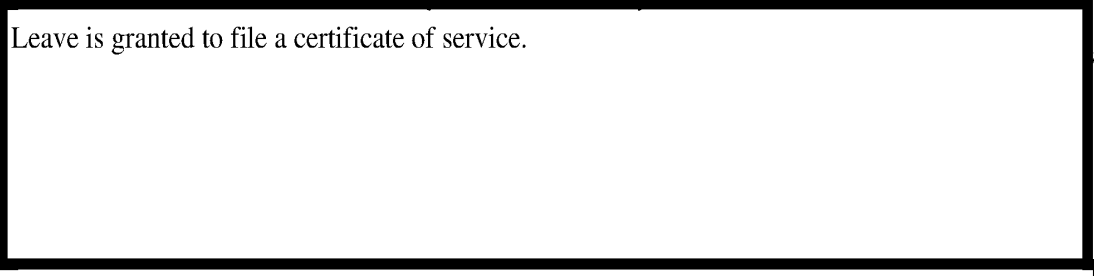 Leave is granted to file a certificate of service.